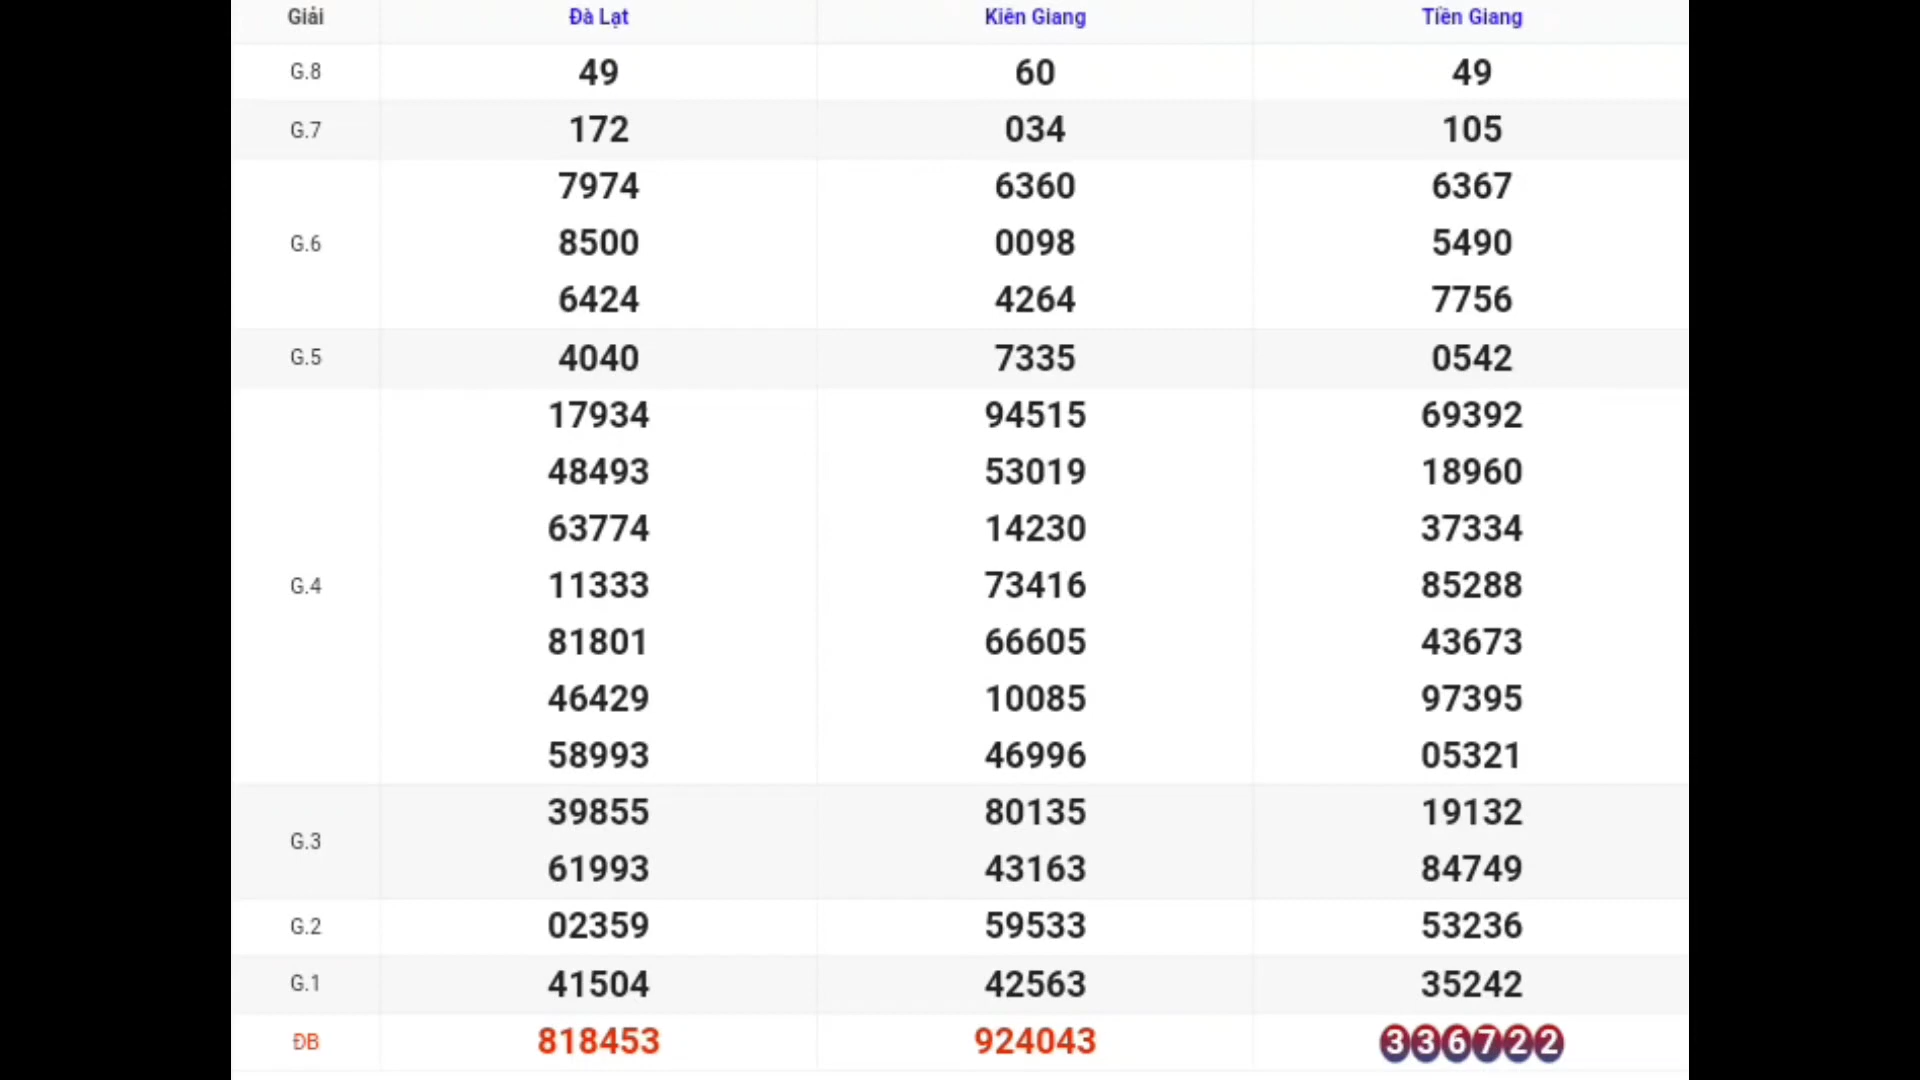 Giải Đà Lạt Kiên Giang Tiền Giang
G.8 49 60 49
G.7 172 034 105
7974 6360 6367
G.6 8500 0098 5490
6424 4264 7756
G.5 4040 7335 0542
17934 94515 69392
48493 53019 18960
63774 14230 37334
G.4 11333 73416 85288
81801 66605 43673
46429 10085 97395
58993 46996 05321
39855 80135 19132
G.3
61993 43163 84749
G.2 02359 59533 53236
G.1 41504 42563 35242
ĐB 818453 924043 336722